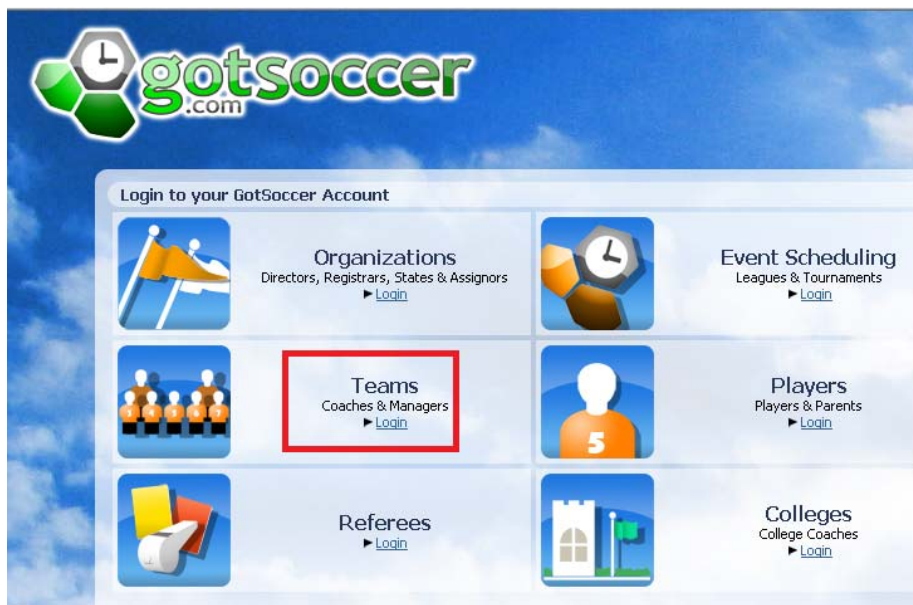 gotsoccer
.com
Login to your GotSoccer Account
Organizations
Directors, Registrars, States & Assignors
►Login
Event Scheduling
Leagues & Tournaments
►Login
Teams
Coaches & Managers
►Login
Players
Players & Parents
►Login
5
Referees
►Login
Colleges
College Coaches
►Login